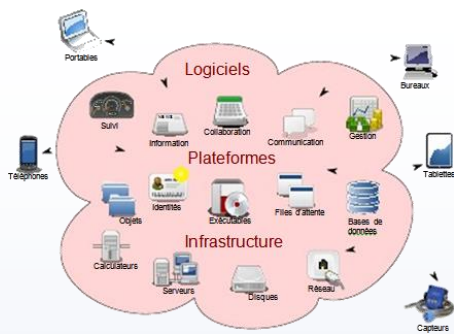 Portables
Logiciels
Bureaux
Suivi
Information
Collaboration
Communication
Gestion
Téléphones
Plateformes
Tablettes
Objets
Identités
Exécutables
Files d'attente
Bases de
données
Infrastructure
Calculateurs
Serveurs
Disques
Réseau
Capteurs